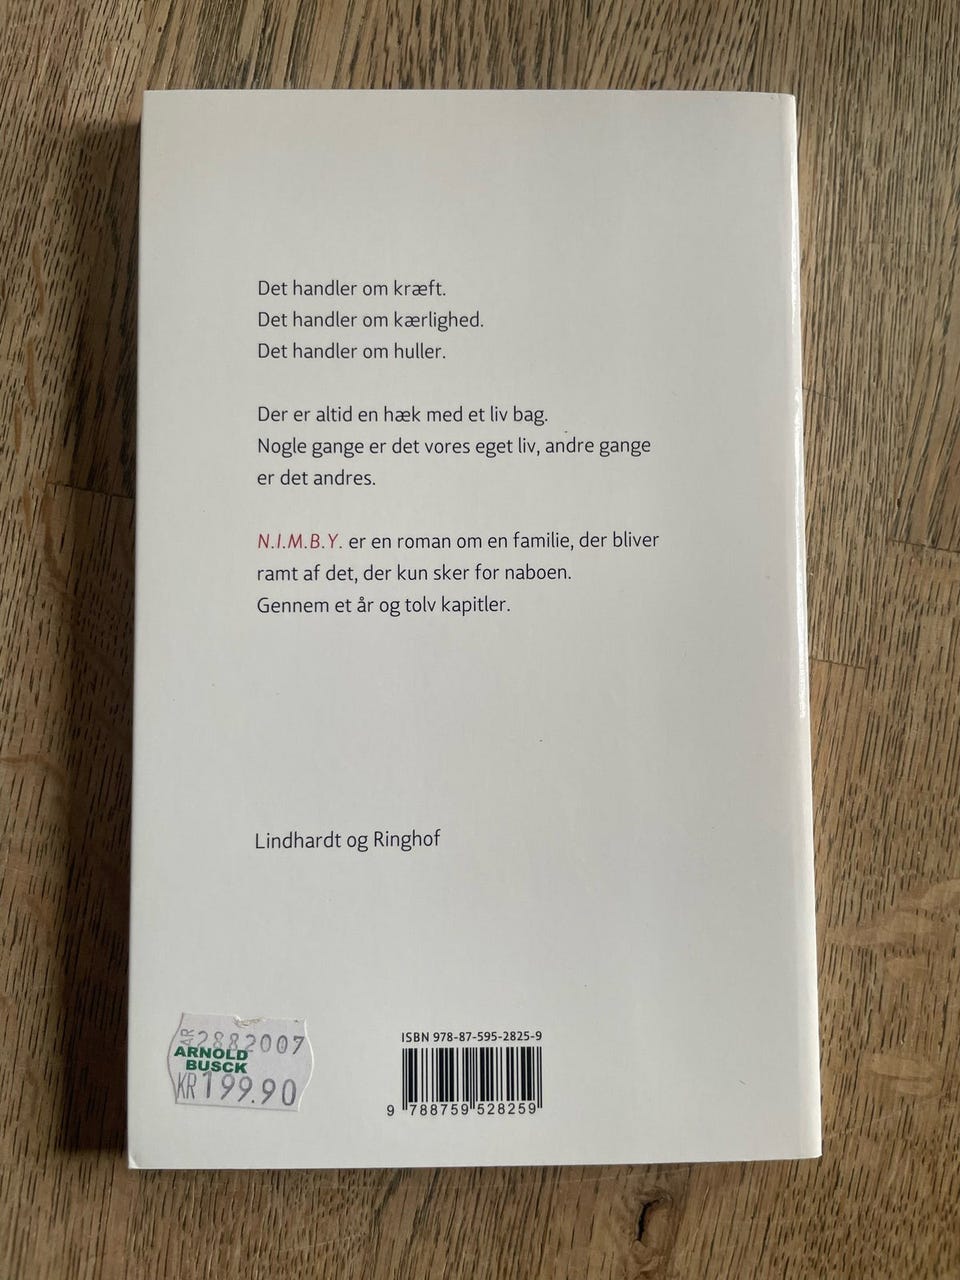 Det handler om kræft.
Det handler om kærlighed.
Det handler om huller.
Der er altid en hæk med et liv bag.
Nogle gange er det vores eget liv, andre gange
er det andres.
N.I.M.B.Y. er en roman om en familie, der bliver
ramt af det, der kun sker for naboen.
Gennem et år og tolv kapitler.
Lindhardt og Ringhof
AR 2882007
ARNOLD
BUSCK
KR 199.90
ISBN 978-87-595-2825-9
9 788759 528259